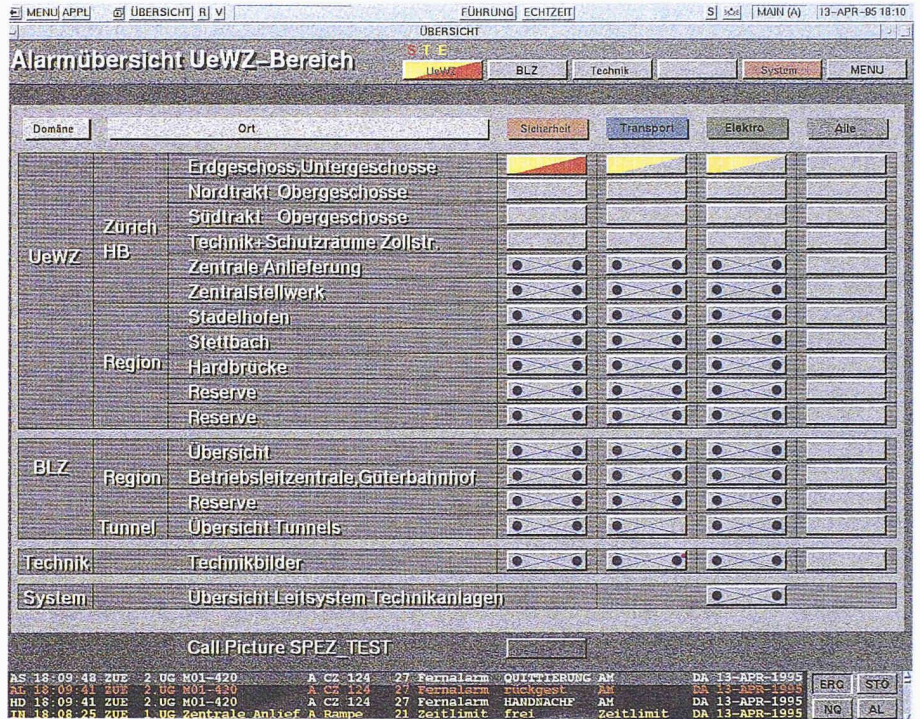 MENU APPL ÜBERSICHT R V FÜHRUNG ECHTZEIT S MAIN (A) 13-APR-95 18:10
ÜBERSICHT
Alarmübersicht UeWZ-Bereich
S T E
UeWZ BLZ Technik System MENU
Domäne Ort Sicherheit Transport Elektro Alle
Erdgeschoss,Untergeschosse
Nordtrakt Obergeschosse
Südtrakt Obergeschosse
Zürich
HB
Technik+Schutzräume Zollstr.
UeWZ
Zentrale Anlieferung
Zentralstellwerk
Stadelhofen
Stettbach
Region
Hardbrücke
Reserve
Reserve
Übersicht
BLZ
Region Betriebsleitzentrale,Güterbahnhof
Reserve
Tunnel Übersicht Tunnels
Technik Technikbilder
System Übersicht Leitsystem Technikanlagen
Call Picture SPEZ_TEST
AS 18:09:48 ZUE 2.UG M01-420 A CZ 124 27 Fernalarm QUITTIERUNG AM DA 13-APR-1995
AL 18:09:41 ZUE 2.UG M01-420 A CZ 124 27 Fernalarm rückgest AM DA 13-APR-1995
HD 18:09:41 ZUE 2.UG M01-420 A CZ 124 27 Fernalarm HANDNACHF AM DA 13-APR-1995
IN 18:08:25 ZUE 1.UG Zentrale Anlief A Rampe 21 Zeitlimit frei Zeitlimit DA 13-APR-1995
ERG STÖ
NQ AL